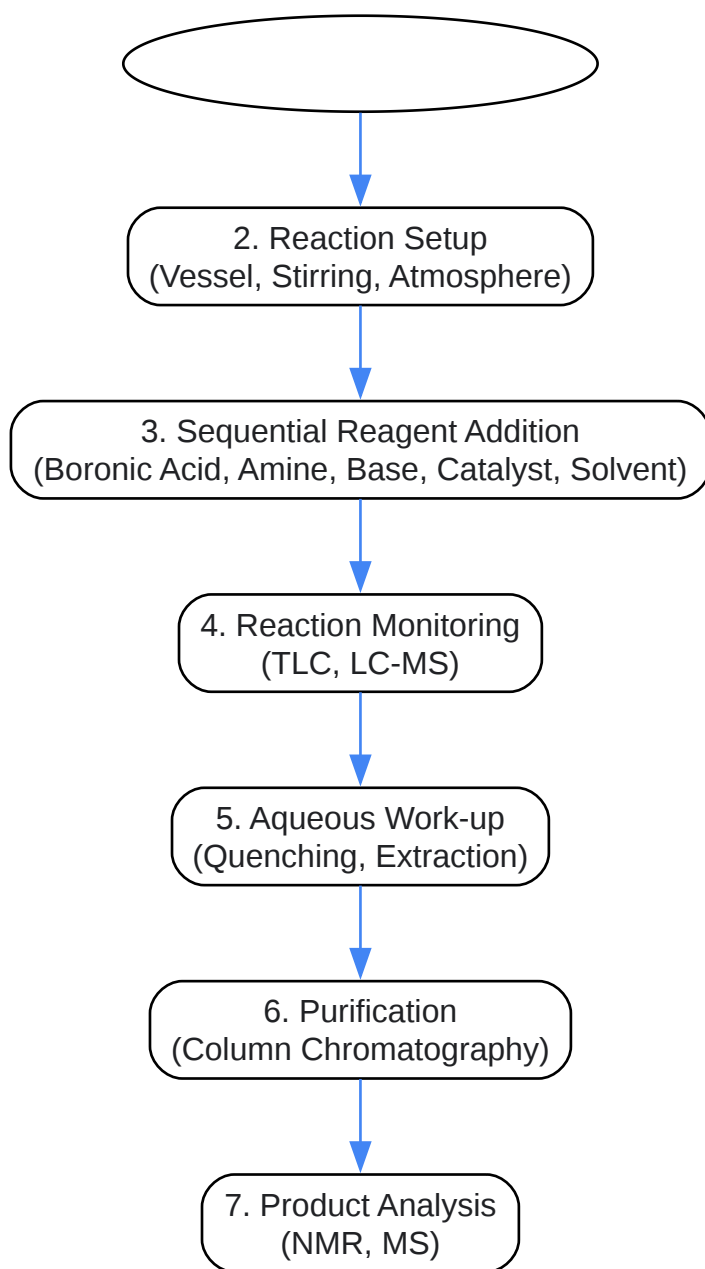 2. Reaction Setup
(Vessel, Stirring, Atmosphere)
3. Sequential Reagent Addition
(Boronic Acid, Amine, Base, Catalyst, Solvent)
4. Reaction Monitoring
(TLC, LC-MS)
5. Aqueous Work-up
(Quenching, Extraction)
6. Purification
(Column Chromatography)
7. Product Analysis
(NMR, MS)